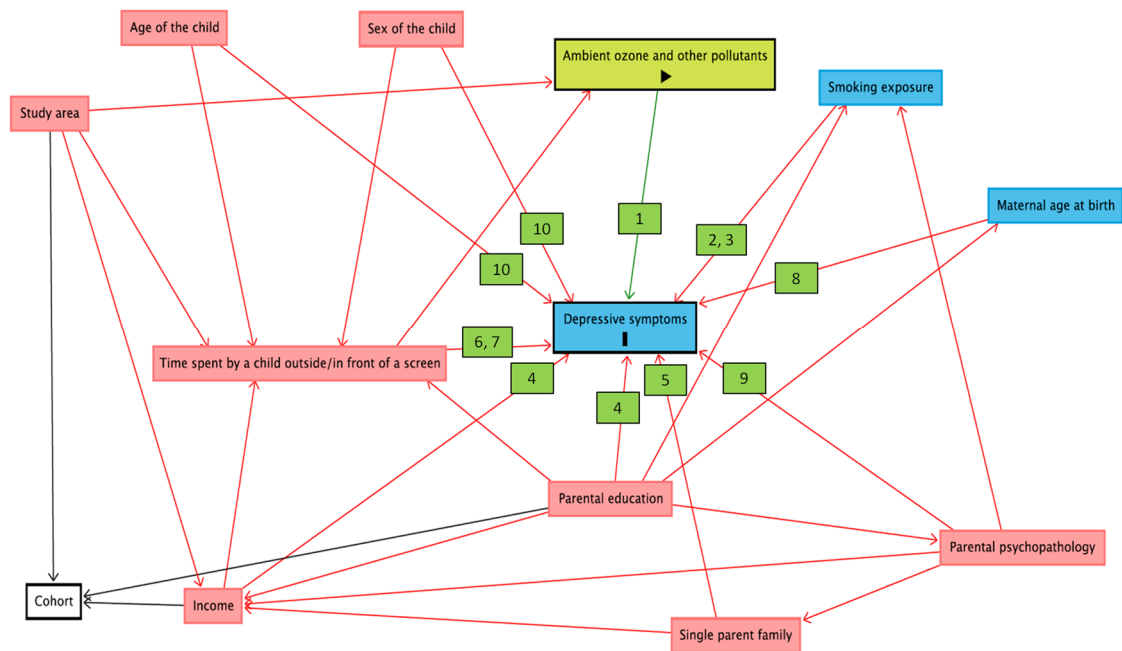 Age of the child
Sex of the child
Ambient ozone and other pollutants
Smoking exposure
Study area
Maternal age at birth
1
10
2, 3
10
8
Depressive symptoms
6, 7
Time spent by a child outside/in front of a screen
4
5
9
4
Parental education
Parental psychopathology
Cohort
Income
Single parent family